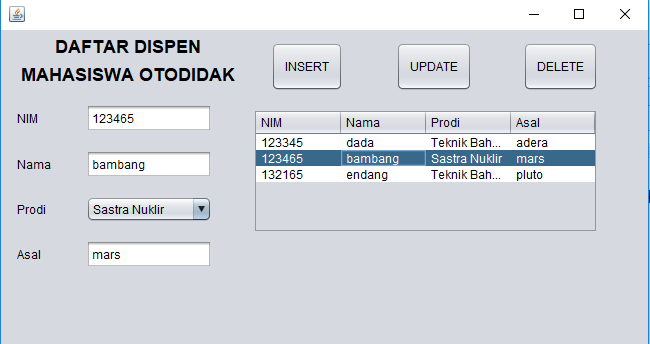 DAFTAR DISPEN
MAHASISWA OTODIDAK
INSERT UPDATE DELETE
NIM 123465
Nama bambang
Prodi Sastra Nuklir
Asal mars
NIM Nama Prodi Asal
123345 dada Teknik Bah... adera
123465 bambang Sastra Nuklir mars
132165 endang Teknik Bah... pluto